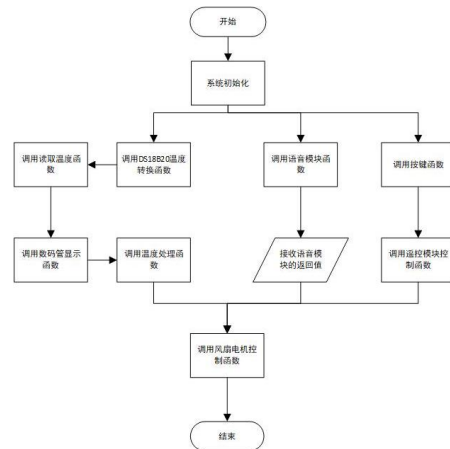 开始
系统初始化
调用读取温度函
数
调用DS18B20温度
转换函数
调用语音模块函
数
调用按键函数
调用数码管显示
函数
调用温度处理函
数
接收语音模
块的返回值
调用遥控模块控
制函数
调用风扇电机控
制函数
结束